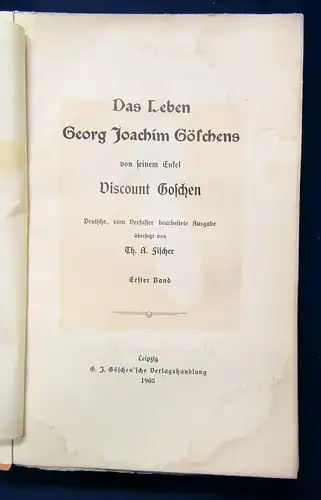 Das Leben
Georg Joachim Göschens
von seinem Enkel
Viscount Goschen
Deutsche, vom Verfasser bearbeitete Ausgabe
übersetzt von
Th. A. Fischer
Erster Band
Leipzig
G. J. Göschen'sche Verlagshandlung
1905